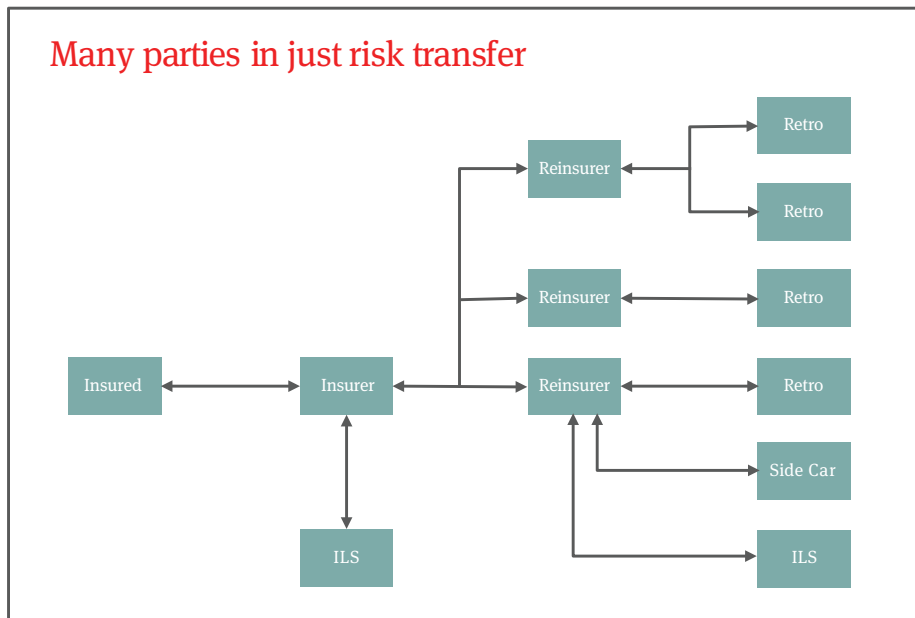 Many parties in just risk transfer
Retro
Reinsurer
Retro
Reinsurer
Retro
Insured
Insurer
Reinsurer
Retro
Side Car
ILS
ILS